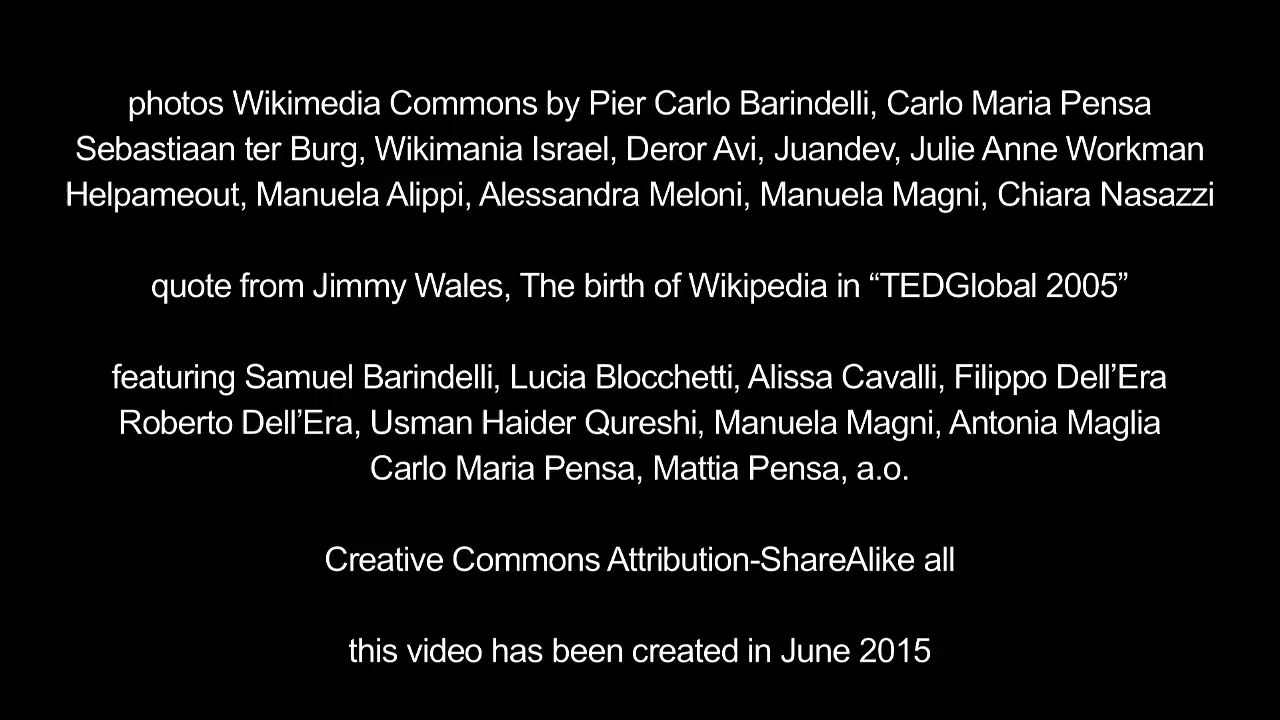 photos Wikimedia Commons by Pier Carlo Barindelli, Carlo Maria Pensa
Sebastiaan ter Burg, Wikimania Israel, Deror Avi, Juandev, Julie Anne Workman
Helpameout, Manuela Alippi, Alessandra Meloni, Manuela Magni, Chiara Nasazzi
quote from Jimmy Wales, The birth of Wikipedia in “TEDGlobal 2005”
featuring Samuel Barindelli, Lucia Blocchetti, Alissa Cavalli, Filippo Dell’Era
Roberto Dell’Era, Usman Haider Qureshi, Manuela Magni, Antonia Maglia
Carlo Maria Pensa, Mattia Pensa, a.o.
Creative Commons Attribution-ShareAlike all
this video has been created in June 2015